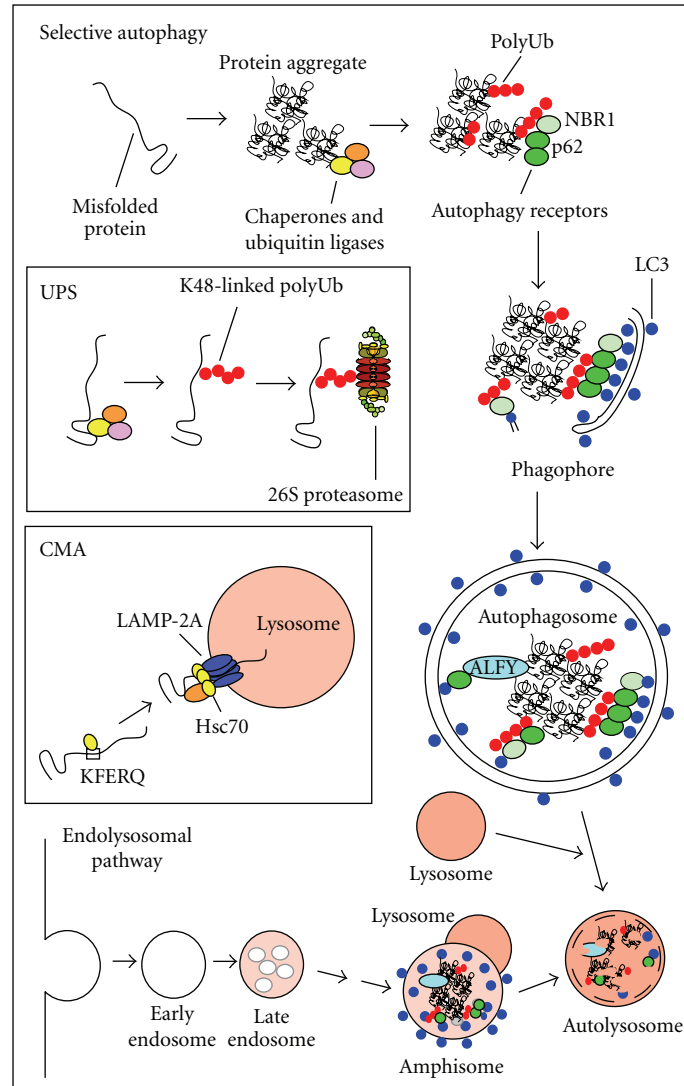 Selective autophagy
Protein aggregate
PolyUb
NBR1
p62
Misfolded
protein
Chaperones and
ubiquitin ligases
Autophagy receptors
LC3
UPS
K48-linked polyUb
26S proteasome
Phagophore
CMA
LAMP-2A
Lysosome
Hsc70
KFERQ
Autophagosome
ALFY
Endolysosomal
pathway
Lysosome
Lysosome
Early
endosome
Late
endosome
Amphisome
Autolysosome